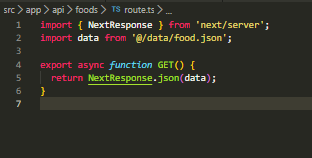 src > app > api > foods > TS route.ts > ...
1 import { NextResponse } from 'next/server';
2 import data from '@/data/food.json';
3
4 export async function GET() {
5 return NextResponse.json(data);
6 }
7